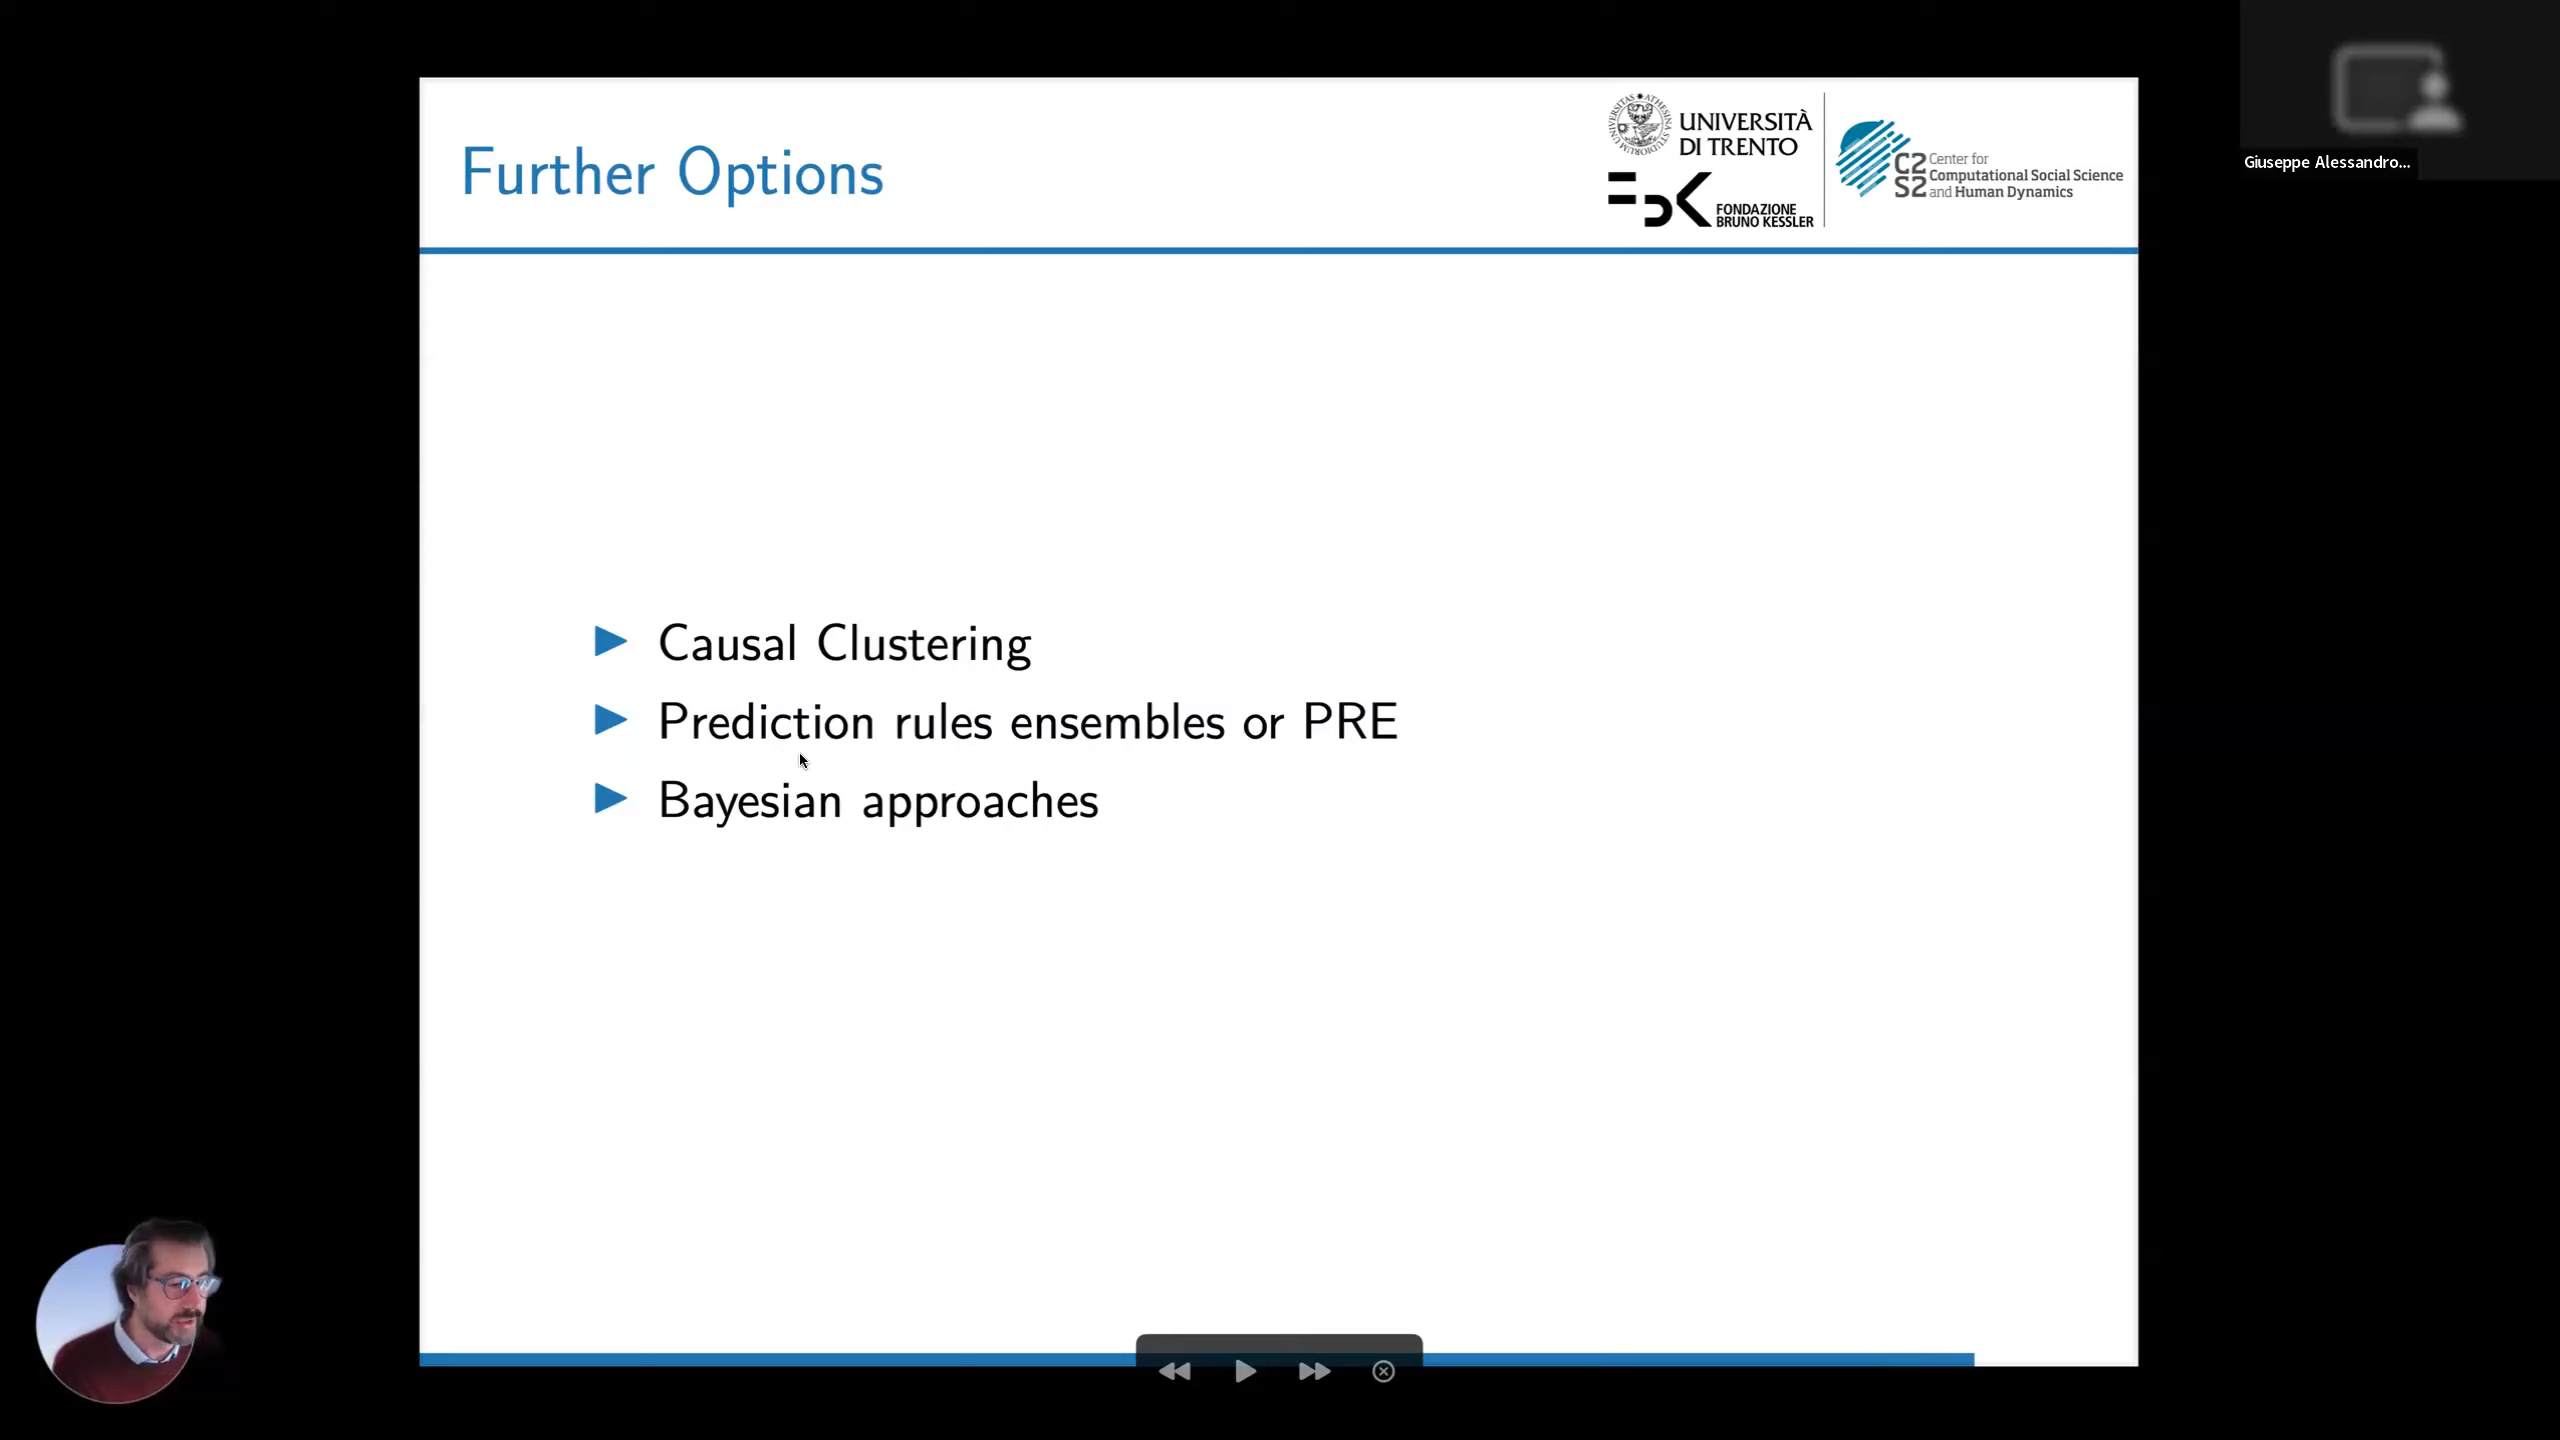 Further Options
UNIVERSITÀ
DI TRENTO
FONDAZIONE
BRUNO KESSLER
C2
S2
Center for
Computational Social Science
and Human Dynamics
Giuseppe Alessandro...
Causal Clustering
Prediction rules ensembles or PRE
Bayesian approaches